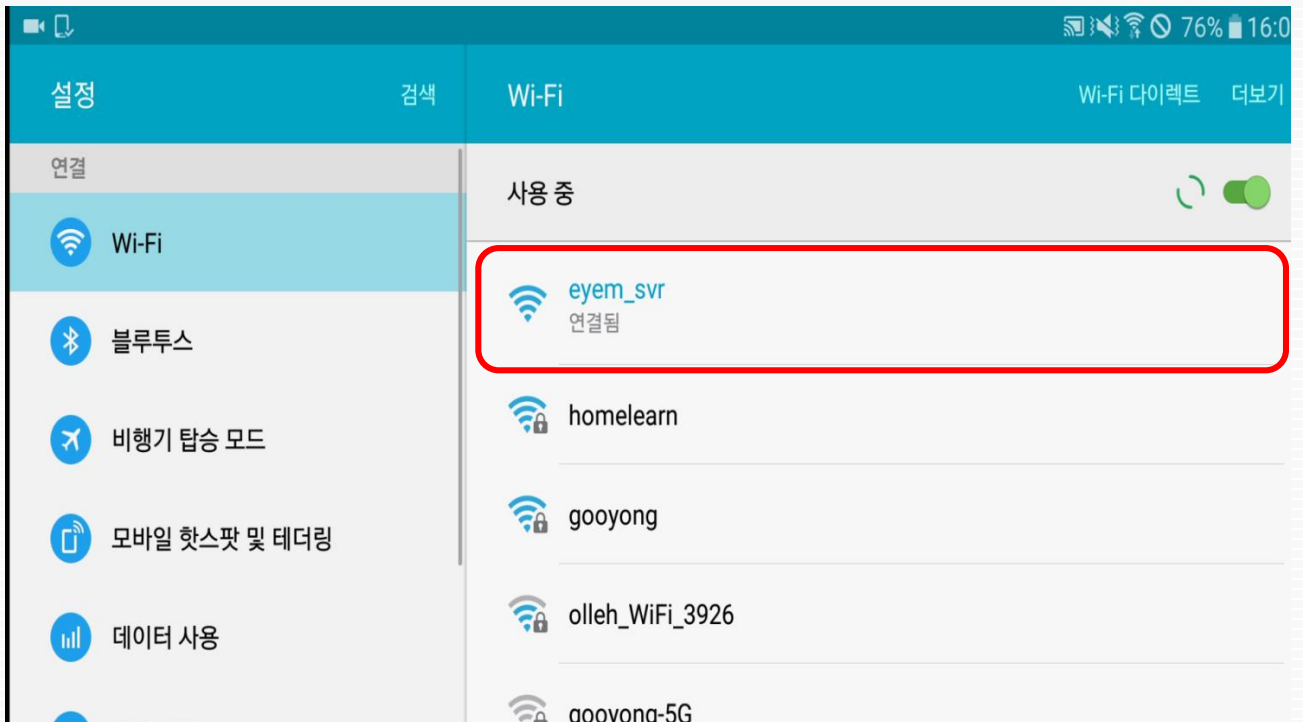 76% 16:0
설정
검색
Wi-Fi
Wi-Fi 다이렉트
더보기
연결
사용 중
Wi-Fi
eyem_svr
연결됨
블루투스
homelearn
비행기 탑승 모드
gooyong
모바일 핫스팟 및 테더링
olleh_WiFi_3926
데이터 사용
gooyong-5G